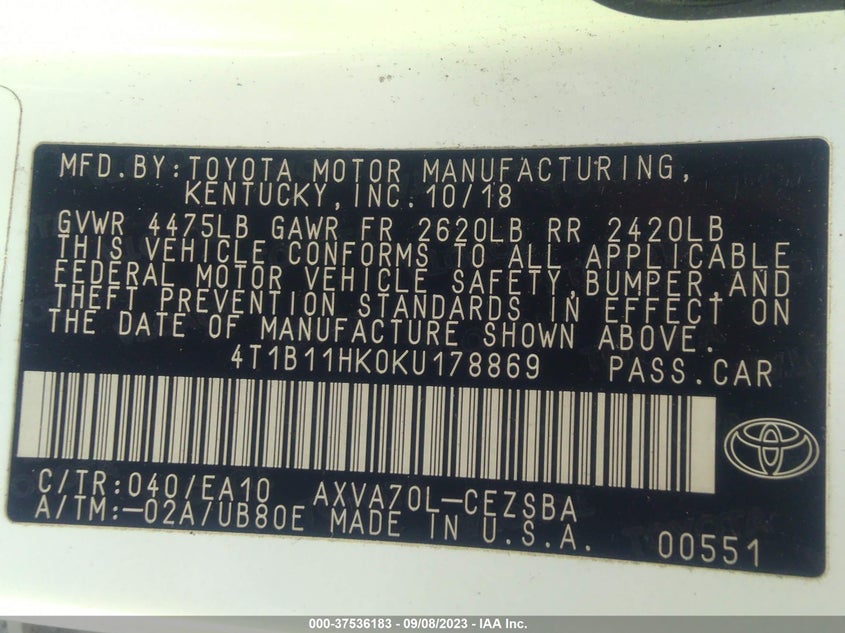 MFD.BY:TOYOTA MOTOR MANUFACTURING,
KENTUCKY,INC.10/18
GVWR 4475LB GAWR FR 2620LB RR 2420LB
THIS VEHICLE CONFORMS TO ALL APPLICABLE
FEDERAL MOTOR VEHICLE SAFETY,BUMPER,AND
THEFT PREVENTION STANDARDS IN EFFECT ON
THE DATE OF MANUFACTURE SHOWN ABOVE.
4T1B11HK0KU178869 PASS.CAR
C/TR:040/EA10 AXVA70L-CEZSBA
A/TM:-02A/UB80E MADE IN U.S.A. 00551
000-37536183 - 09/08/2023 - IAA Inc.